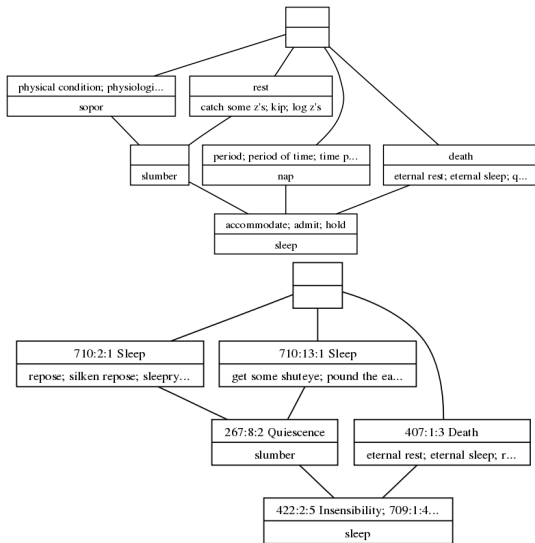 physical condition; physiologi...
sopor
rest
catch some z's; kip; log z's
slumber
period; period of time; time p...
nap
death
eternal rest; eternal sleep; q...
accommodate; admit; hold
sleep
710:2:1 Sleep
repose; silken repose; sleepry...
710:13:1 Sleep
get some shuteye; pound the ea...
267:8:2 Quiescence
slumber
407:1:3 Death
eternal rest; eternal sleep; r...
422:2:5 Insensibility; 709:1:4...
sleep